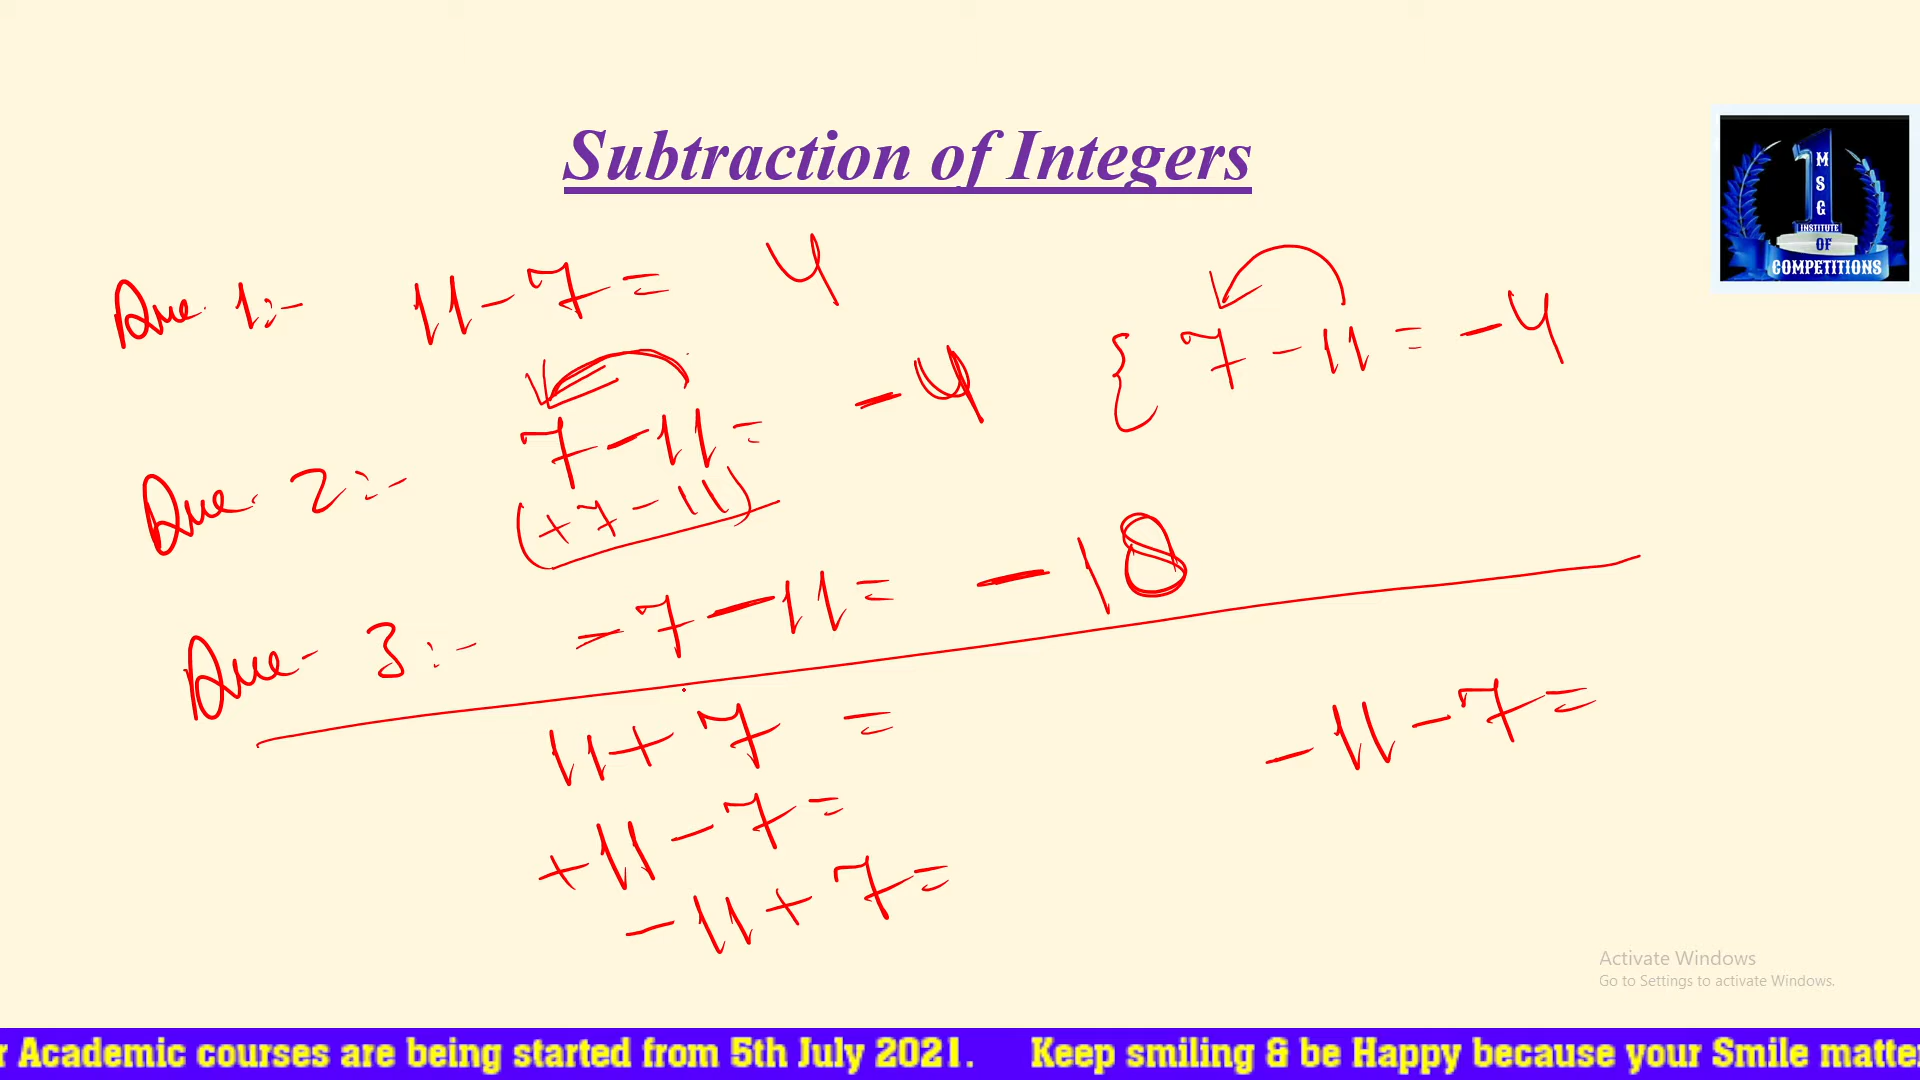 Subtraction of Integers
M
S
G
INSTITUTE
OF
COMPETITIONS
Que. 1:- 11-7= 4
{ 7-11= -4
Que. 2:- 7-11= -4
(+7-11)
Que- 3:- -7-11= -18
11+7 =
-11-7=
+11-7=
-11+7=
Activate Windows
Go to Settings to activate Windows.
r Academic courses are being started from 5th July 2021. Keep smiling & be Happy because your Smile matte